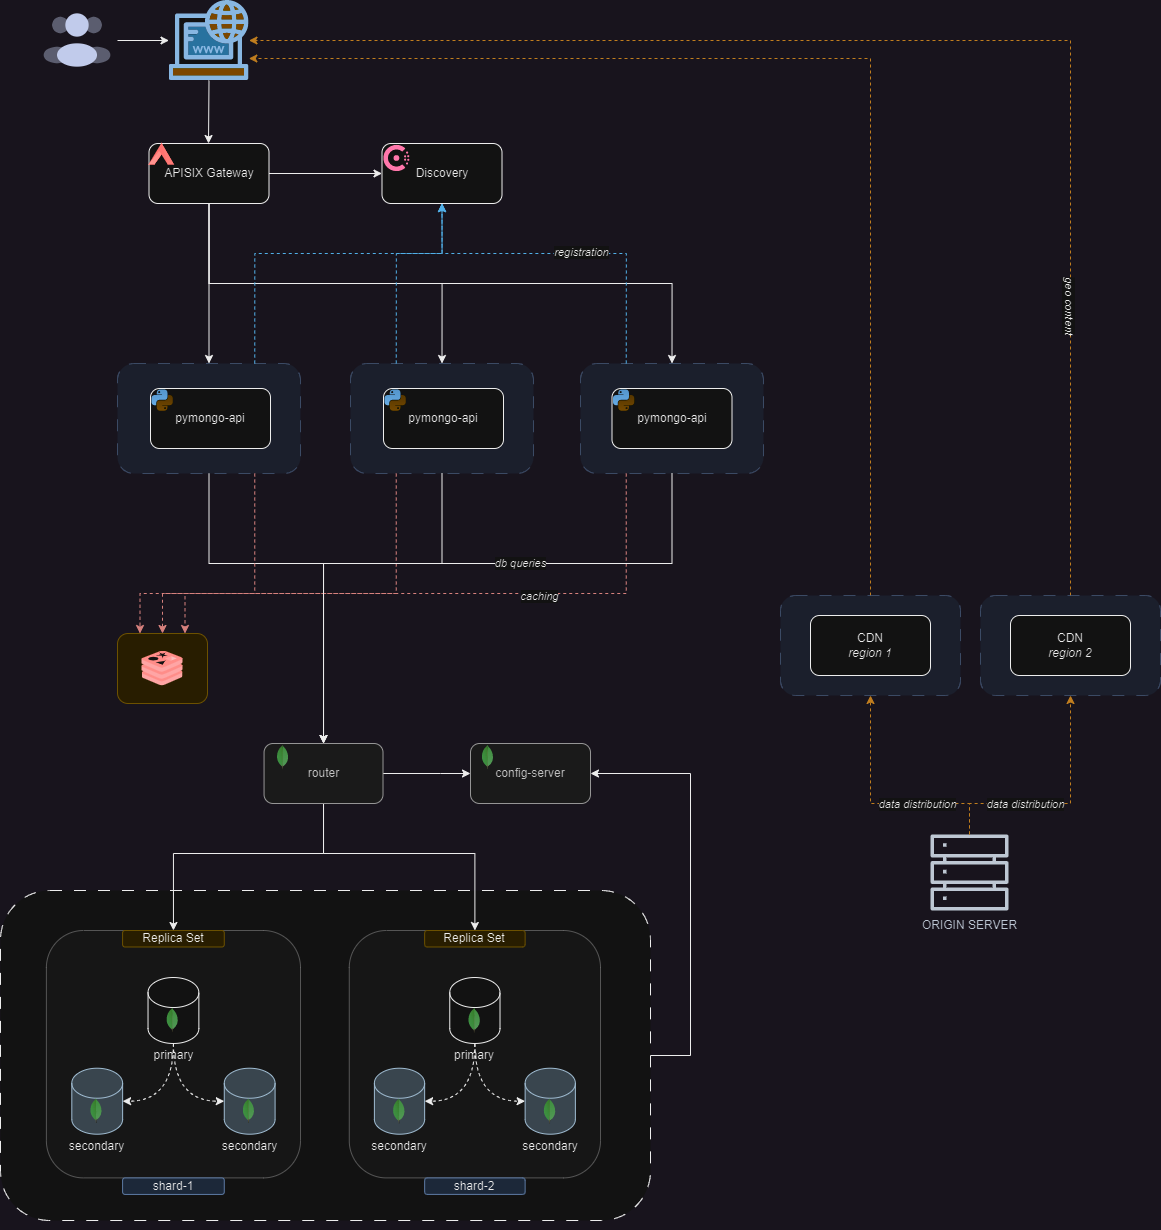 www
APISIX Gateway
Discovery
registration
geo content
pymongo-api
pymongo-api
pymongo-api
db queries
caching
CDN
region 1
CDN
region 2
router
config-server
data distribution
data distribution
ORIGIN SERVER
Replica Set
Replica Set
primary
primary
secondary
secondary
secondary
secondary
shard-1
shard-2